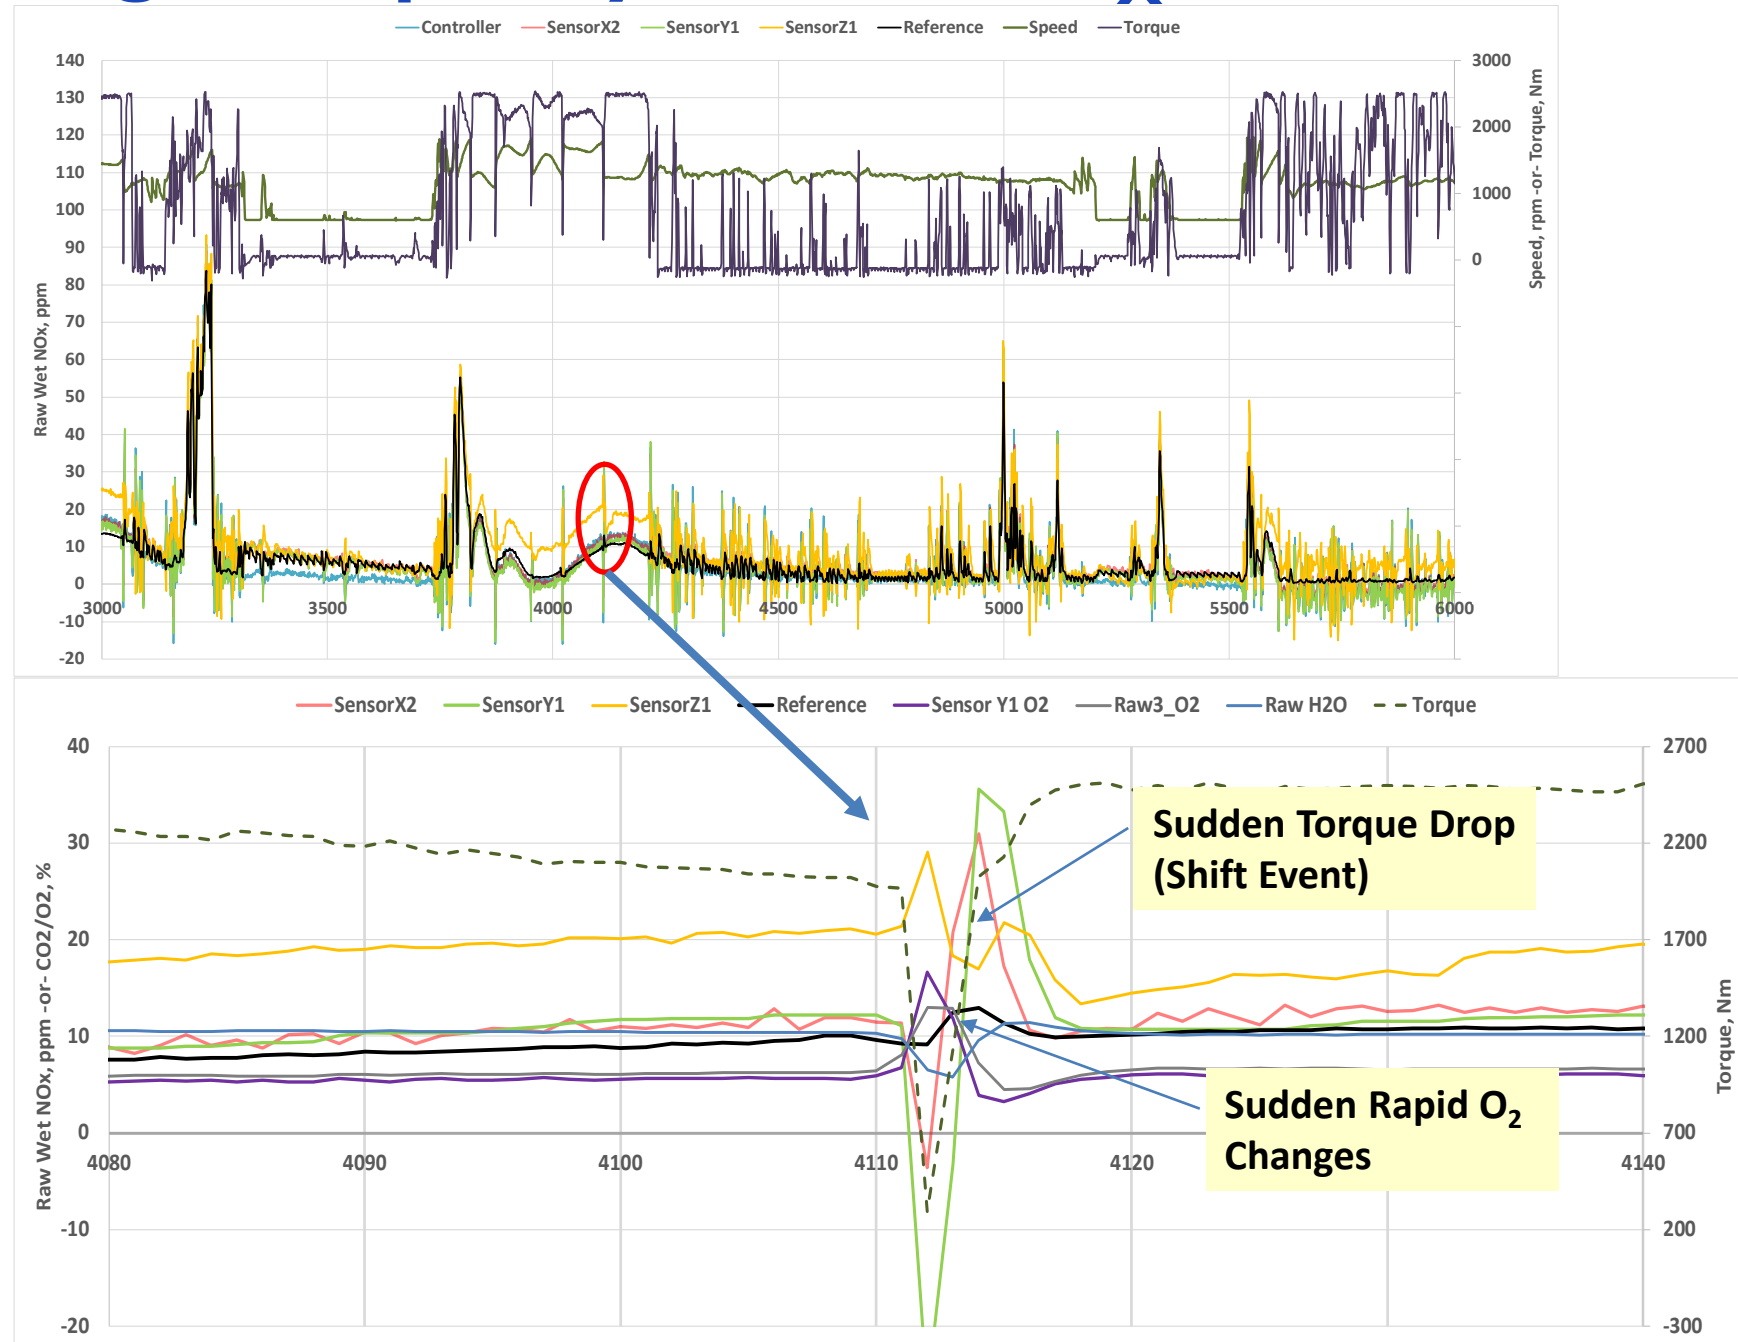 Controller SensorX2 SensorY1 SensorZ1 Reference Speed Torque
140
130
120
110
100
90
80
70
60
50
40
30
20
10
0
-10
-20
Raw Wet NOx, ppm
3000
2000
1000
0
Speed, rpm -or- Torque, Nm
3000 3500 4000 4500 5000 5500 6000
SensorX2 SensorY1 SensorZ1 Reference Sensor Y1 O2 Raw3_O2 Raw H2O Torque
40
30
20
10
0
-10
-20
Raw Wet NOx, ppm -or- CO2/O2, %
2700
2200
1700
1200
700
200
-300
Torque, Nm
4080 4090 4100 4110 4120 4140
Sudden Torque Drop
(Shift Event)
Sudden Rapid O2
Changes